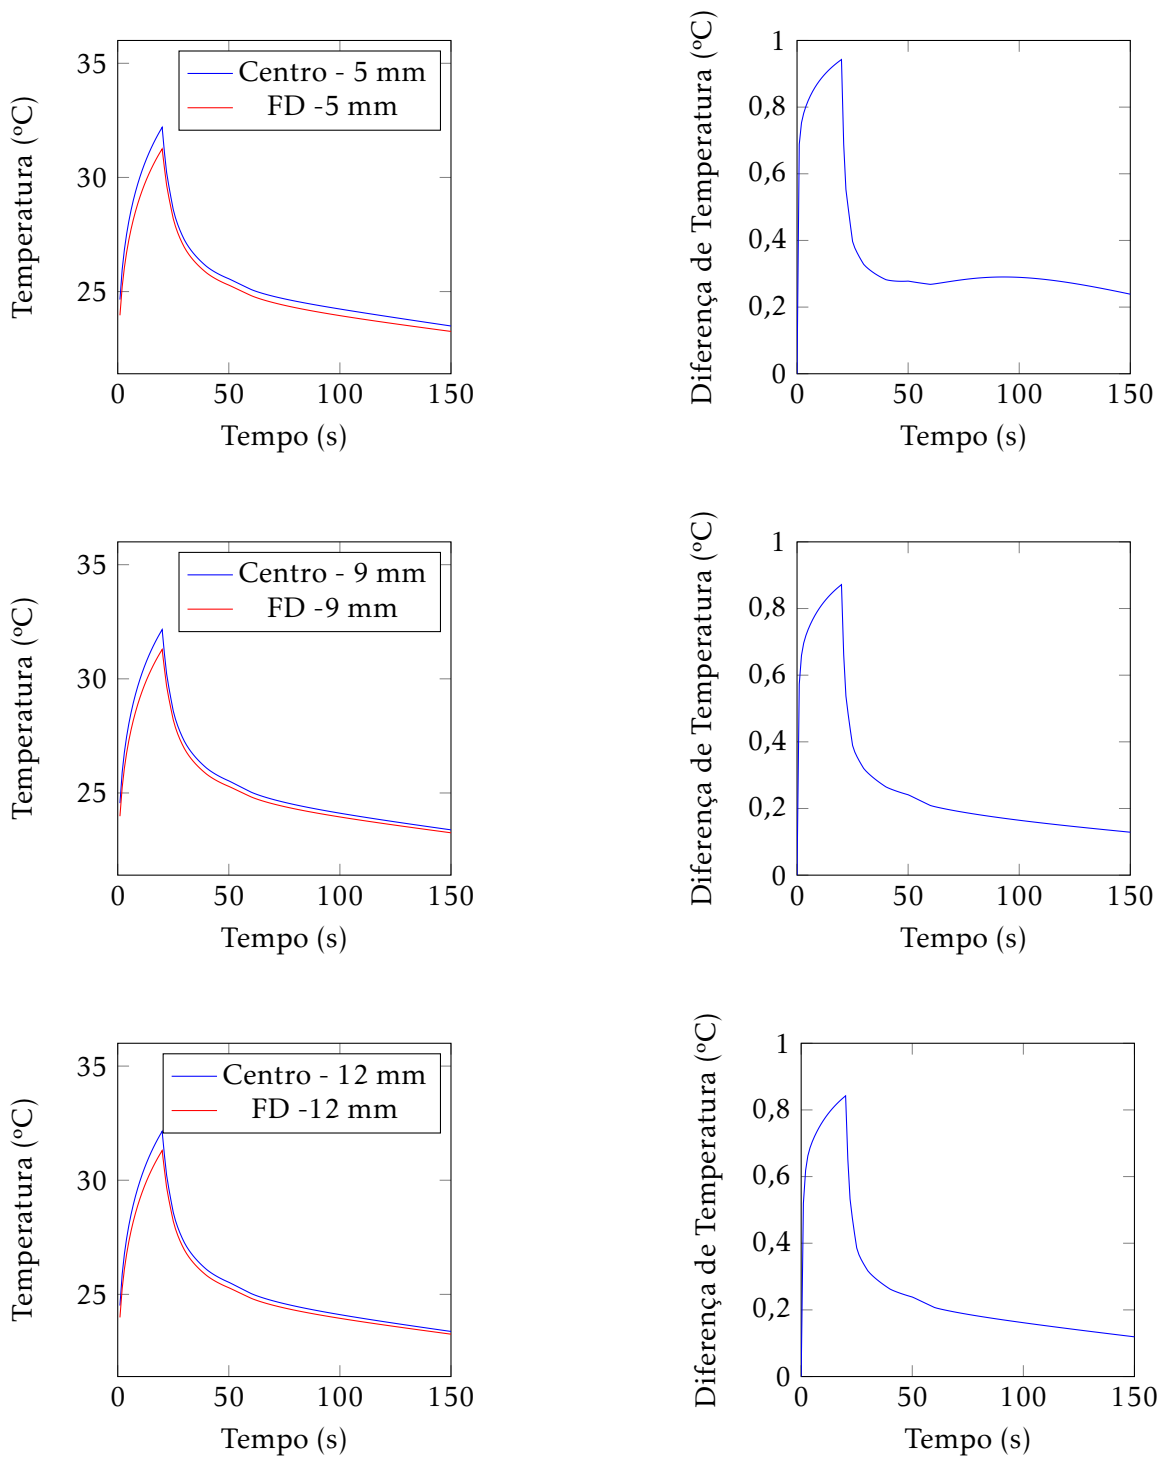 Temperatura (ºC)
35
30
25
Centro - 5 mm
FD -5 mm
0
50
100
150
Tempo (s)
Diferença de Temperatura (ºC)
1
0,8
0,6
0,4
0,2
0
0
50
100
150
Tempo (s)
Temperatura (ºC)
35
30
25
Centro - 9 mm
FD -9 mm
0
50
100
150
Tempo (s)
Diferença de Temperatura (ºC)
1
0,8
0,6
0,4
0,2
0
0
50
100
150
Tempo (s)
Temperatura (ºC)
35
30
25
Centro - 12 mm
FD -12 mm
0
50
100
150
Tempo (s)
Diferença de Temperatura (ºC)
1
0,8
0,6
0,4
0,2
0
0
50
100
150
Tempo (s)